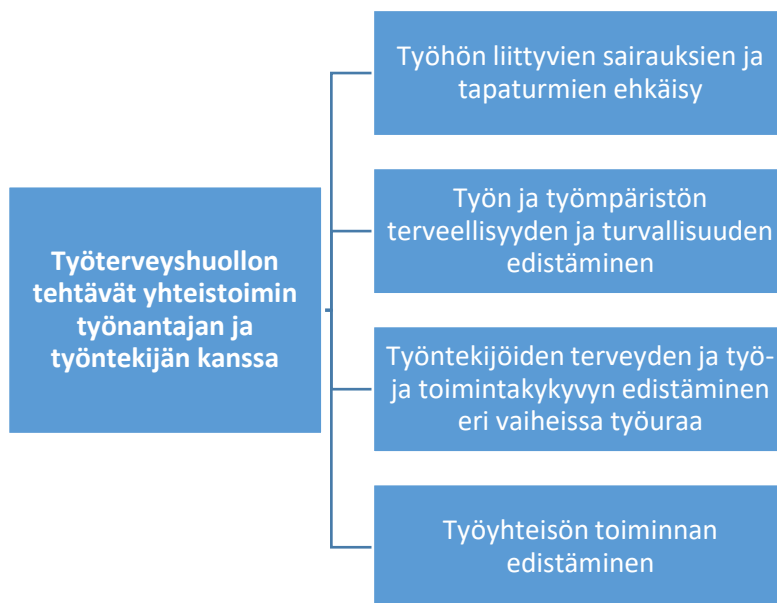 Työhön liittyvien sairauksien ja
tapaturmien ehkäisy
Työn ja työmpäristön
terveellisyyden ja turvallisuuden
edistäminen
Työterveyshuollon
tehtävät yhteistoimin
työnantajan ja
työntekijän kanssa
Työntekijöiden terveyden ja työ-
ja toimintakykyvyn edistäminen
eri vaiheissa työuraa
Työyhteisön toiminnan
edistäminen